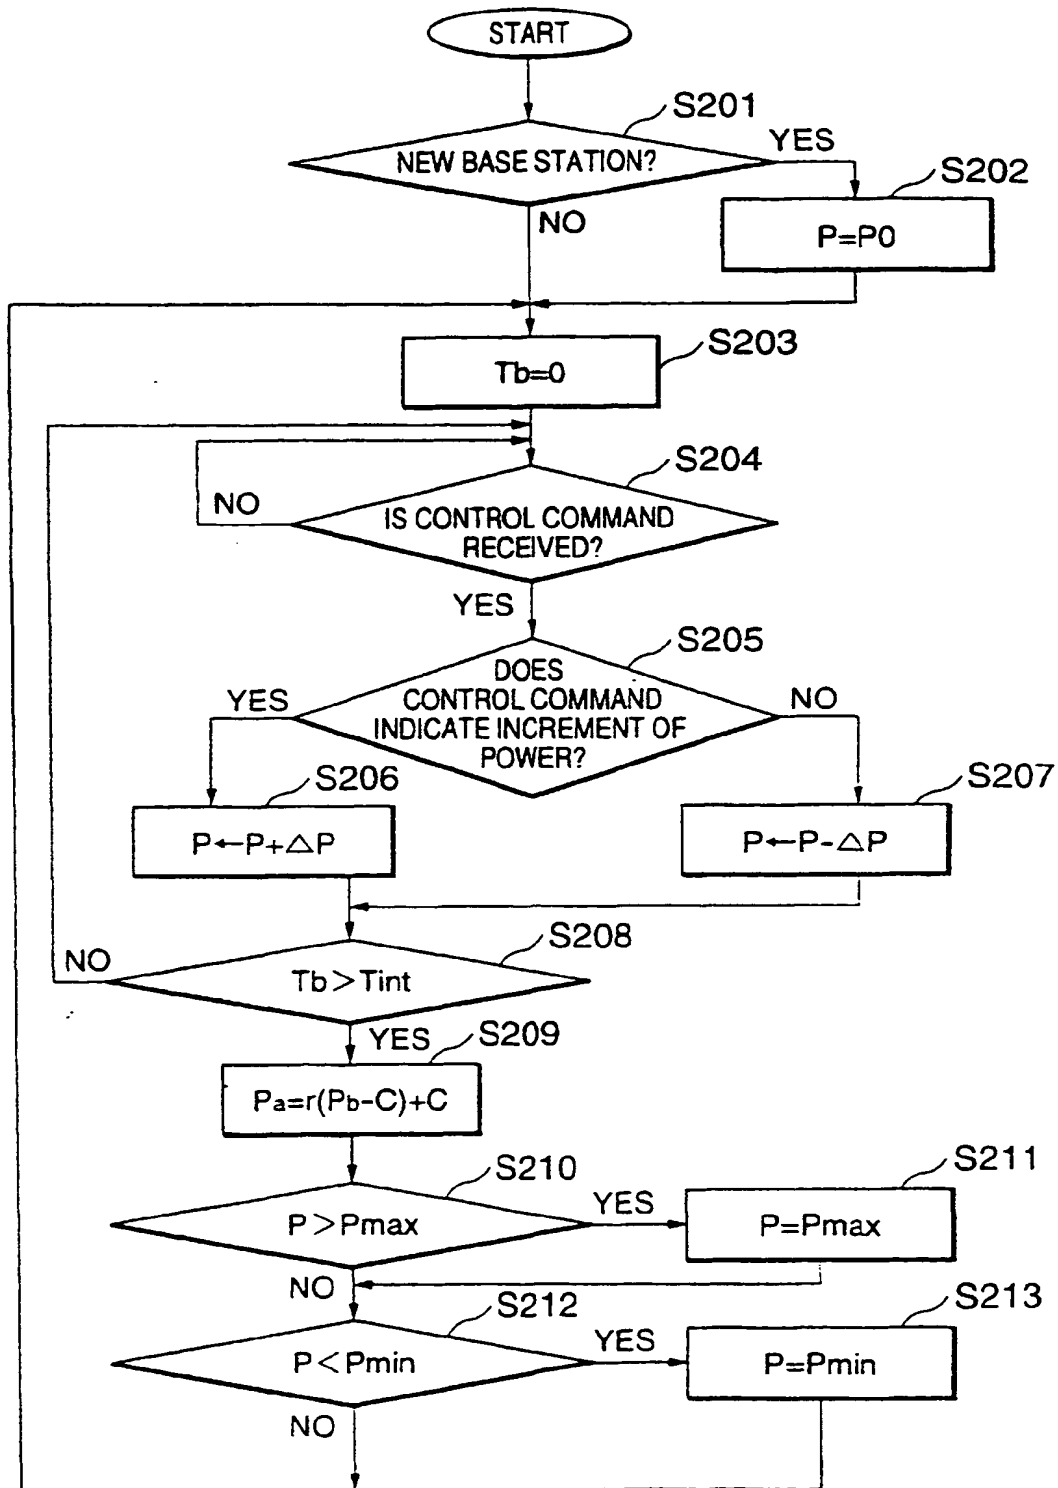 START
S201
NEW BASE STATION?
YES
S202
P=P0
NO
S203
Tb=0
S204
NO
IS CONTROL COMMAND
RECEIVED?
YES
S205
DOES
CONTROL COMMAND
INDICATE INCREMENT OF
POWER?
YES
NO
S206
P←P+△P
S207
P←P-△P
S208
NO
Tb>Tint
YES
S209
Pa=r(Pb-C)+C
S210
P>Pmax
YES
S211
P=Pmax
NO
S212
P<Pmin
YES
S213
P=Pmin
NO